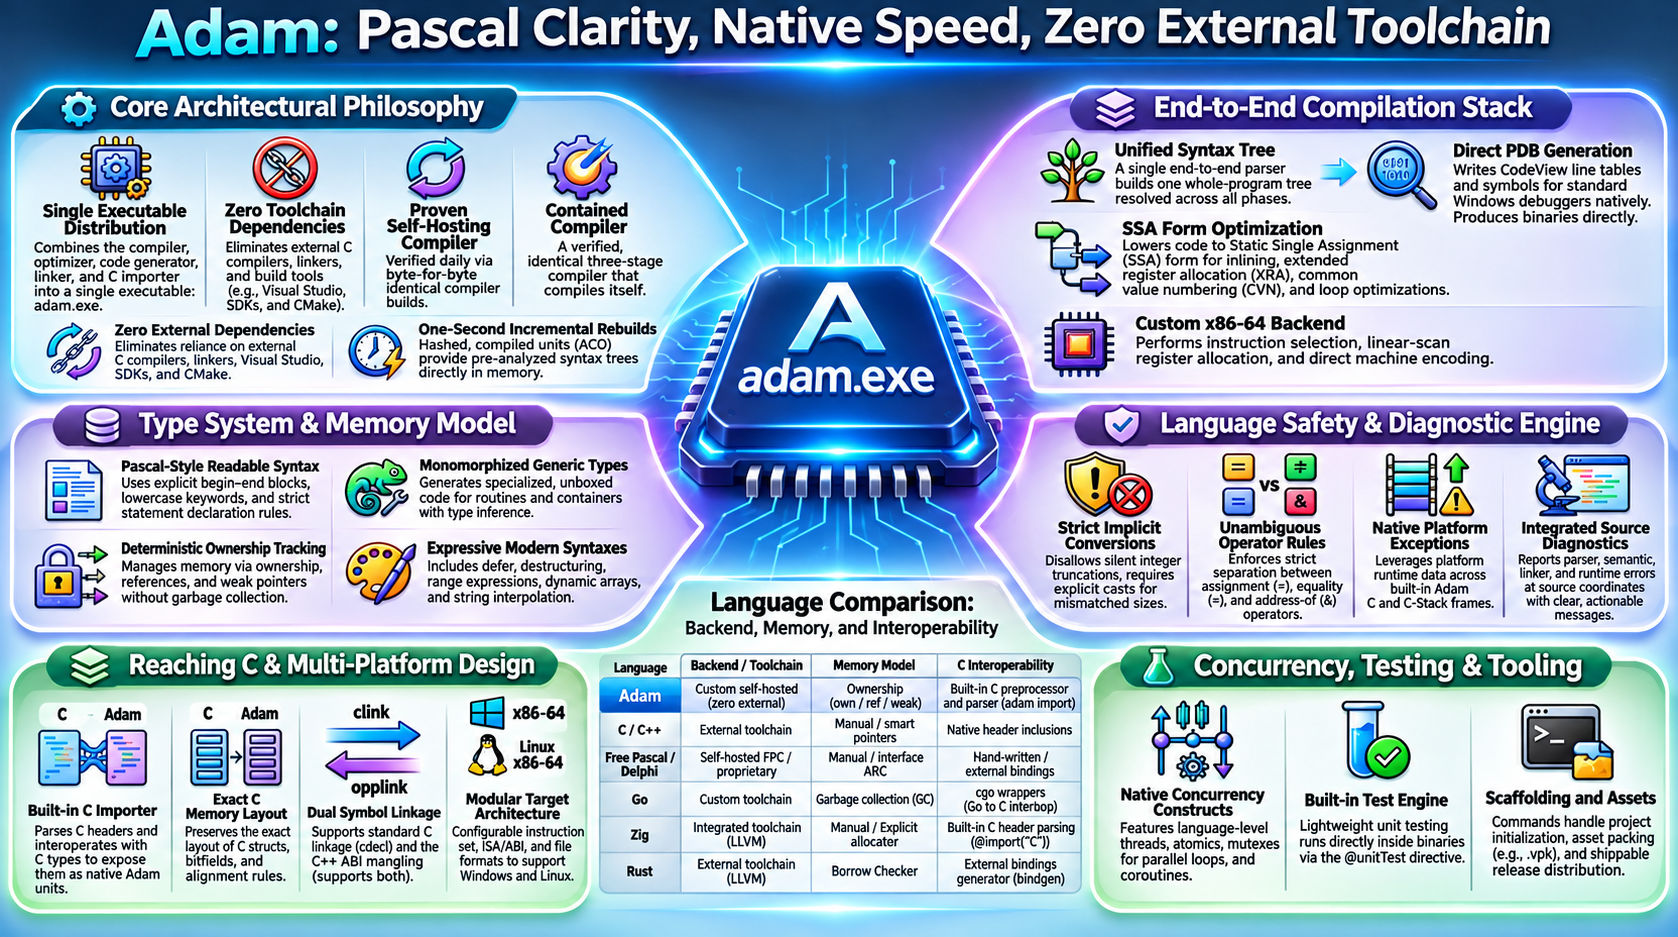 Adam: Pascal Clarity, Native Speed, Zero External Toolchain
Core Architectural Philosophy
Single Executable
Distribution
Combines the compiler,
optimizer, code generator,
linker, and C importer
into a single executable:
adam.exe.
Zero Toolchain
Dependencies
Eliminates external C
compilers, linkers,
and build tools
(e.g., Visual Studio,
SDKs, and CMake).
Proven
Self-Hosting
Compiler
Verified daily via
byte-for-byte
identical compiler
builds.
Contained
Compiler
A verified,
identical three-stage
compiler that
compiles itself.
Zero External Dependencies
Eliminates reliance on external
C compilers, linkers, Visual Studio,
SDKs, and CMake.
One-Second Incremental Rebuilds
Hashed, compiled units (ACO)
provide pre-analyzed syntax trees
directly in memory.
A
adam.exe
End-to-End Compilation Stack
Unified Syntax Tree
A single end-to-end parser
builds one whole-program tree
resolved across all phases.
Direct PDB Generation
Writes CodeView line tables
and symbols for standard
Windows debuggers natively.
Produces binaries directly.
SSA Form Optimization
Lowers code to Static Single Assignment
(SSA) form for inlining, extended
register allocation (XRA), common
value numbering (CVN), and loop optimizations.
Custom x86-64 Backend
Performs instruction selection, linear-scan
register allocation, and direct machine encoding.
Type System & Memory Model
Pascal-Style Readable Syntax
Uses explicit begin–end blocks,
lowercase keywords, and strict
statement declaration rules.
Monomorphized Generic Types
Generates specialized, unboxed
code for routines and containers
with type inference.
Deterministic Ownership Tracking
Manages memory via ownership,
references, and weak pointers
without garbage collection.
Expressive Modern Syntaxes
Includes defer, destructuring,
range expressions, dynamic arrays,
and string interpolation.
Language Safety & Diagnostic Engine
Strict Implicit
Conversions
Disallows silent integer
truncations, requires
explicit casts for
mismatched sizes.
= vs ≠
= &
Unambiguous
Operator Rules
Enforces strict
separation between
assignment (=), equality
(=), and address-of (&)
operators.
Native Platform
Exceptions
Leverages platform
runtime data across
built-in Adam
C and C-Stack frames.
Integrated Source
Diagnostics
Reports parser, semantic,
linker, and runtime errors
at source coordinates
with clear, actionable
messages.
Reaching C & Multi-Platform Design
C - Adam
Built-in C Importer
Parses C headers and
interoperates with
C types to expose
them as native Adam
units.
C Adam
Exact C
Memory Layout
Preserves the exact
layout of C structs,
bitfields, and
alignment rules.
clink
opplink
Dual Symbol Linkage
Supports standard C
linkage (cdecl) and the
C++ ABI mangling
(supports both).
x86-64
Linux
x86-64
Modular Target
Architecture
Configurable instruction
set, ISA/ABI, and file
formats to support
Windows and Linux.
Language Comparison:
Backend, Memory, and Interoperability
Language Backend / Toolchain Memory Model C Interoperability
Adam Custom self-hosted (zero external) Ownership (own / ref / weak) Built-in C preprocessor and parser (adam import)
C / C++ External toolchain Manual / smart pointers Native header inclusions
Free Pascal / Delphi Self-hosted FPC / proprietary Manual / interface ARC Hand-written / external bindings
Go Custom toolchain Garbage collection (GC) cgo wrappers (Go to C interbop)
Zig Integrated toolchain (LLVM) Manual / Explicit allocater Built-in C header parsing (@import("C"))
Rust External toolchain (LLVM) Borrow Checker External bindings generator (bindgen)
Concurrency, Testing & Tooling
Native Concurrency
Constructs
Features language-level
threads, atomics, mutexes
for parallel loops, and
coroutines.
Built-in Test Engine
Lightweight unit testing
runs directly inside binaries
via the @unitTest directive.
>_
Scaffolding and Assets
Commands handle project
initialization, asset packing
(e.g., .vpk), and shippable
release distribution.